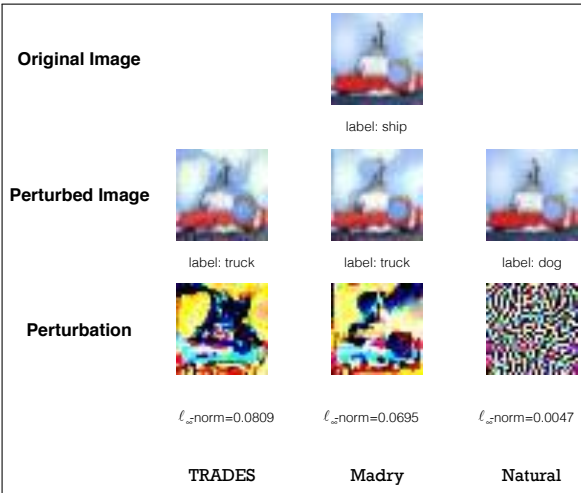 Original Image
label: ship
Perturbed Image
label: truck label: truck label: dog
Perturbation
ℓ∞-norm=0.0809 ℓ∞-norm=0.0695 ℓ∞-norm=0.0047
TRADES Madry Natural